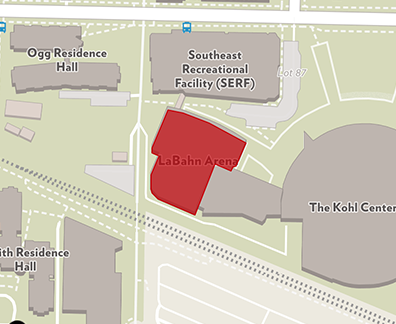 Ogg Residence
Hall
Southeast
Recreational
Facility (SERF)
Lot 87
LaBahn Arena
The Kohl Center
ith Residence
Hall